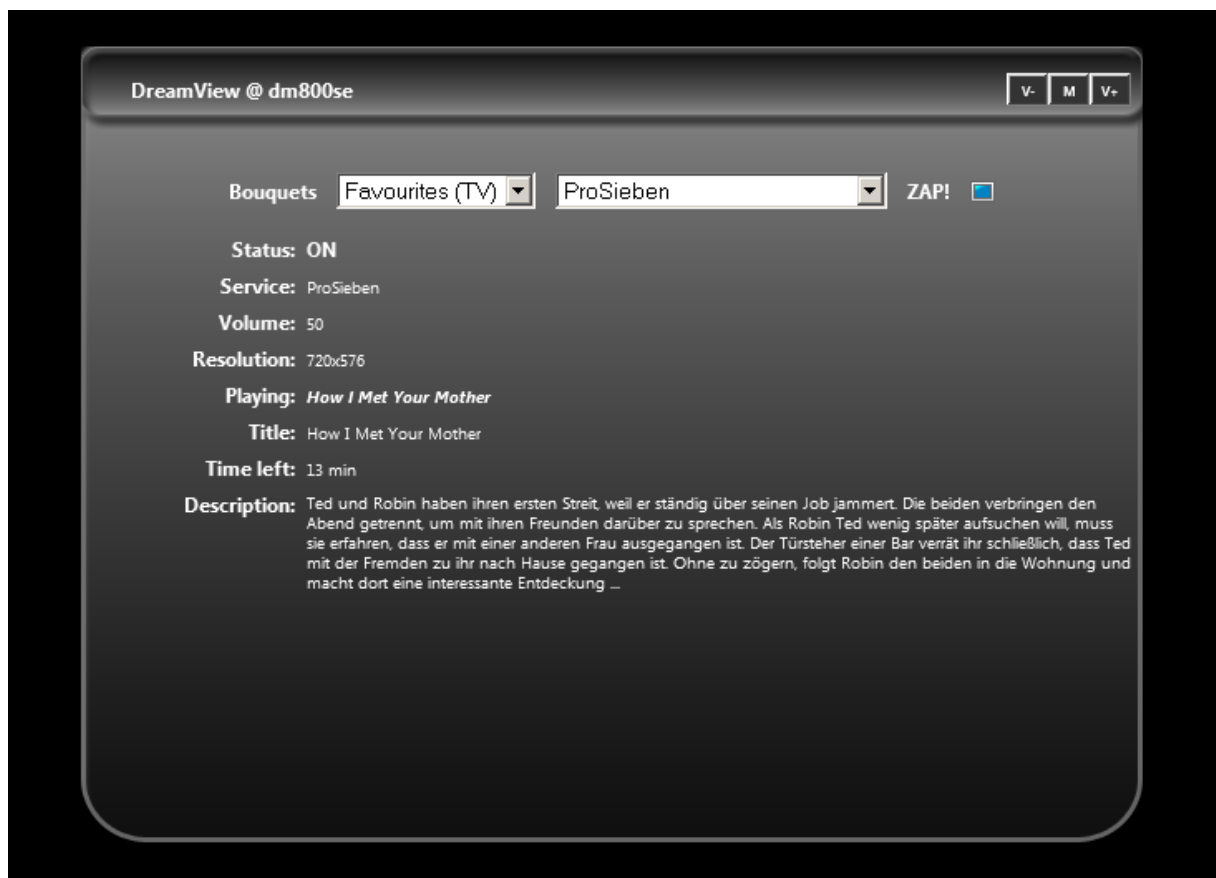 DreamView @ dm800se V- M V+
Bouquets Favourites (TV) ProSieben ZAP!
Status: ON
Service: ProSieben
Volume: 50
Resolution: 720x576
Playing: How I Met Your Mother
Title: How I Met Your Mother
Time left: 13 min
Description: Ted und Robin haben ihren ersten Streit, weil er ständig über seinen Job jammert. Die beiden verbringen den
Abend getrennt, um mit ihren Freunden darüber zu sprechen. Als Robin Ted wenig später aufsuchen will, muss
sie erfahren, dass er mit einer anderen Frau ausgegangen ist. Der Türsteher einer Bar verrät ihr schließlich, dass Ted
mit der Fremden zu ihr nach Hause gegangen ist. Ohne zu zögern, folgt Robin den beiden in die Wohnung und
macht dort eine interessante Entdeckung ...